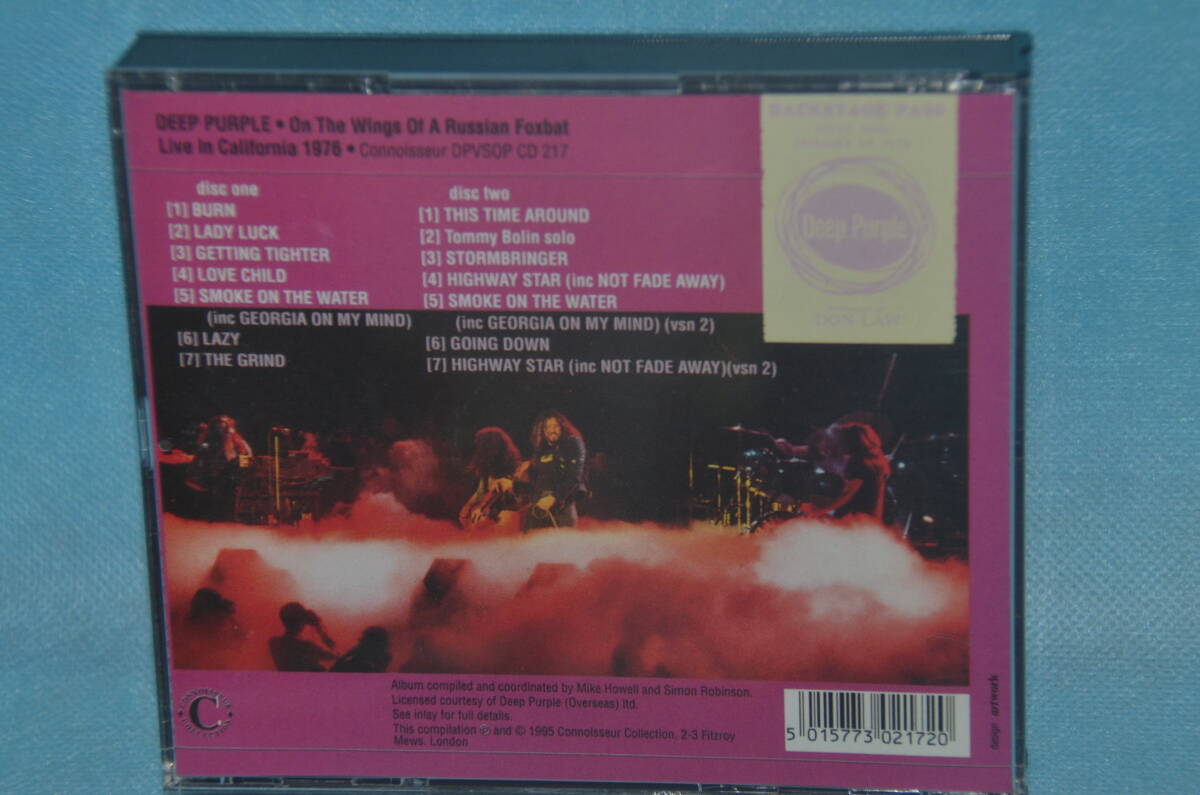 DEEP PURPLE • On The Wings Of A Russian Foxbat
Live In California 1976 • Connoisseur DPVSOP CD 217
disc one
[1] BURN
[2] LADY LUCK
[3] GETTING TIGHTER
[4] LOVE CHILD
[5] SMOKE ON THE WATER
(inc GEORGIA ON MY MIND)
[6] LAZY
[7] THE GRIND
disc two
[1] THIS TIME AROUND
[2] Tommy Bolin solo
[3] STORMBRINGER
[4] HIGHWAY STAR (inc NOT FADE AWAY)
[5] SMOKE ON THE WATER
(inc GEORGIA ON MY MIND) (vsn 2)
[6] GOING DOWN
[7] HIGHWAY STAR (inc NOT FADE AWAY)(vsn 2)
BACKSTAGE PASS
Deep Purple
DON LAW
CONNOISSEUR
C.
COLLECTION
Album compiled and coordinated by Mike Howell and Simon Robinson.
Licensed courtesy of Deep Purple (Overseas) ltd.
See inlay for full details.
This compilation ℗ and © 1995 Connoisseur Collection, 2-3 Fitzroy
Mews. London
5 015773 021720
design artwork